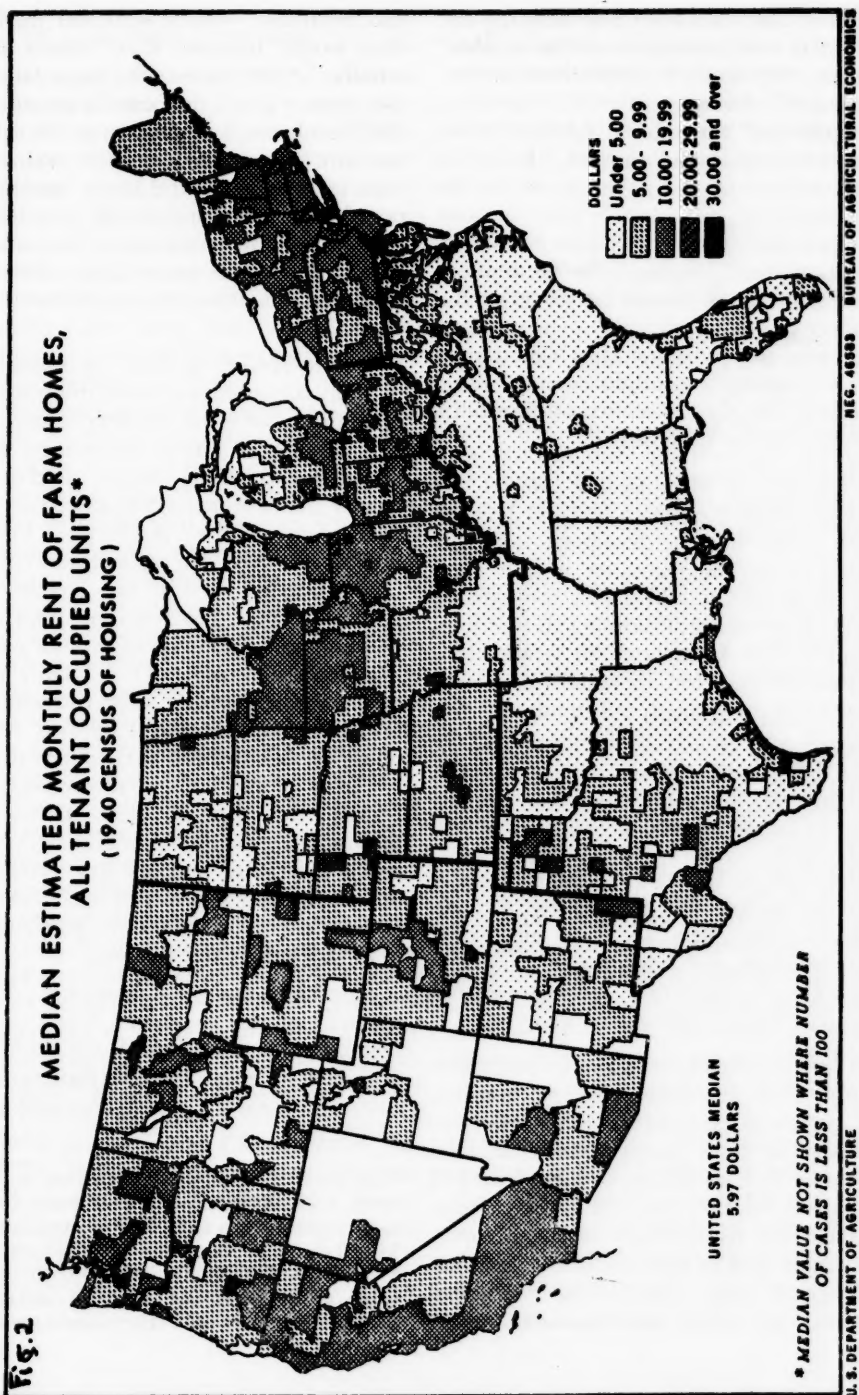 Fig. 2
MEDIAN ESTIMATED MONTHLY RENT OF FARM HOMES,
ALL TENANT OCCUPIED UNITS*
(1940 CENSUS OF HOUSING)
DOLLARS
Under 5.00
5.00 - 9.99
10.00 - 19.99
20.00 - 29.99
30.00 and over
UNITED STATES MEDIAN
5.97 DOLLARS
* MEDIAN VALUE NOT SHOWN WHERE NUMBER
OF CASES IS LESS THAN 100
U. S. DEPARTMENT OF AGRICULTURE
NEG. 46983 BUREAU OF AGRICULTURAL ECONOMICS